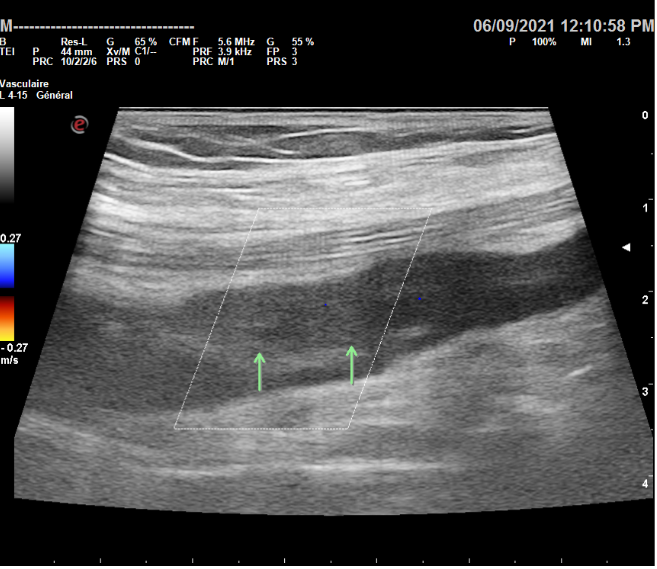 M-------------------------------- 06/09/2021 12:10:58 PM
B Res-L G 65 % CFM F 5.6 MHz G 55 % P 100% MI 1.3
TEI P 44 mm Xv/M C1/-- PRF 3.9 kHz FP 3
PRC 10/2/2/6 PRS 0 PRC M/1 PRS 3
Vasculaire
L 4-15 Général
e
0
1
0.27
2
- 0.27
m/s
3
4